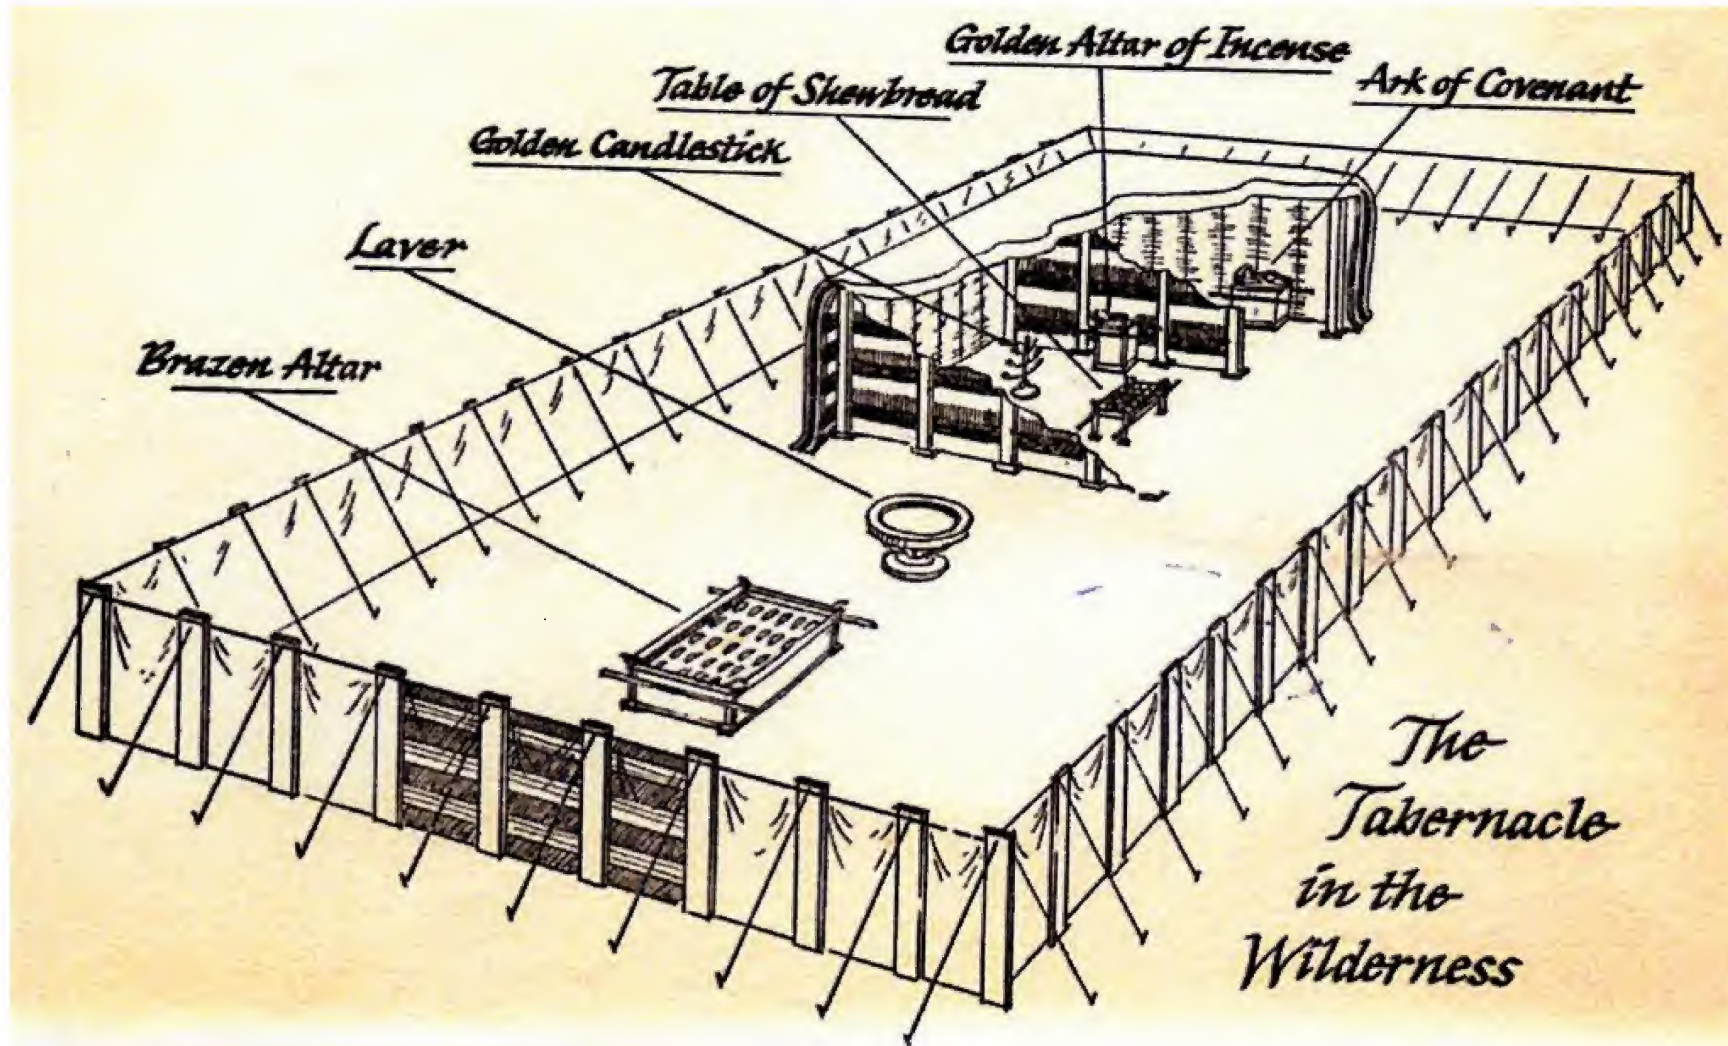 Golden Altar of Incense
Ark of Covenant
Table of Shewbread
Golden Candlestick
Laver
Brazen Altar
The
Tabernacle
in the
Wilderness